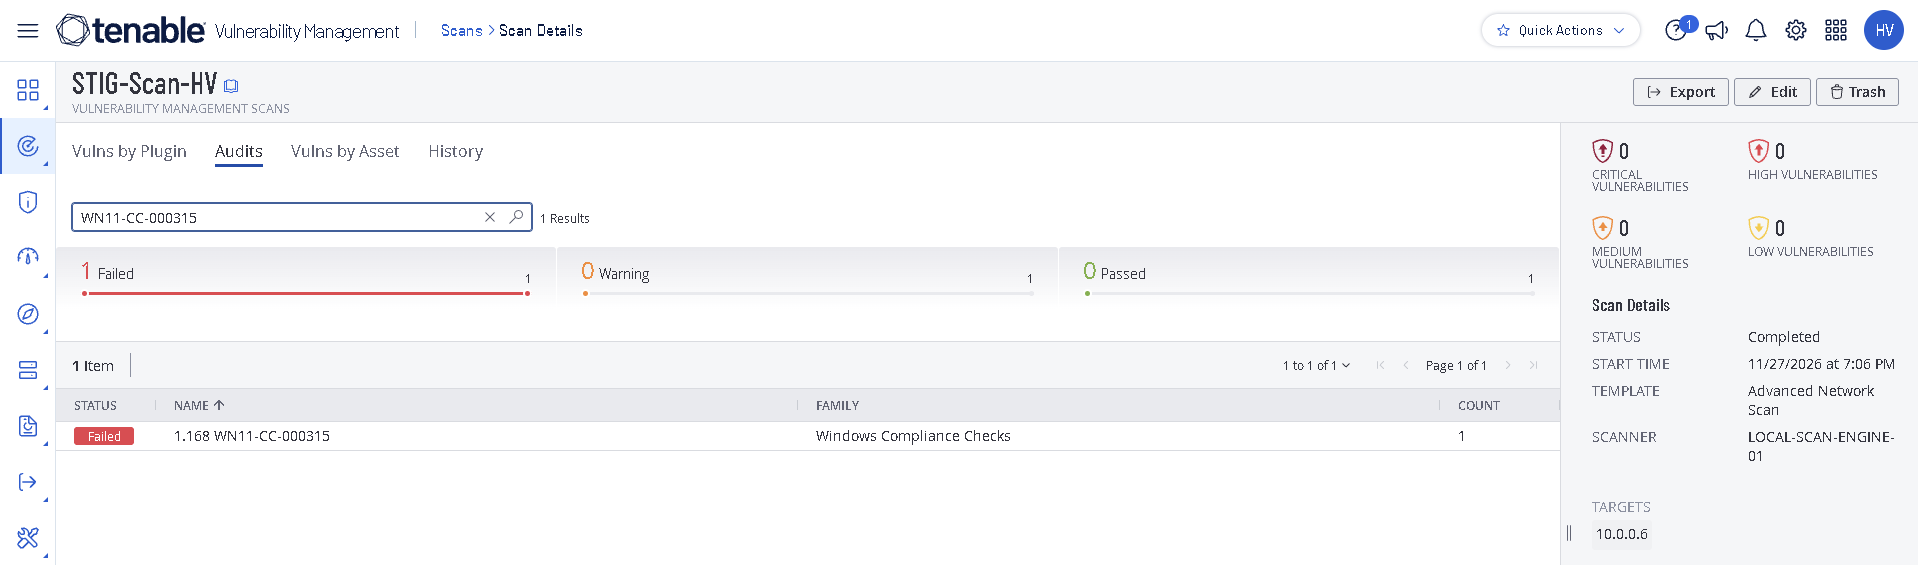 tenable Vulnerability Management Scans > Scan Details Quick Actions 1 HV
STIG-Scan-HV
VULNERABILITY MANAGEMENT SCANS
Export Edit Trash
Vulns by Plugin Audits Vulns by Asset History
WN11-CC-000315 1 Results
1 Failed 1 0 Warning 1 0 Passed 1
1 Item 1 to 1 of 1 Page 1 of 1
STATUS NAME FAMILY COUNT
Failed 1.168 WN11-CC-000315 Windows Compliance Checks 1
0
CRITICAL
VULNERABILITIES
0
HIGH VULNERABILITIES
0
MEDIUM
VULNERABILITIES
0
LOW VULNERABILITIES
Scan Details
STATUS Completed
START TIME 11/27/2026 at 7:06 PM
TEMPLATE Advanced Network
Scan
SCANNER LOCAL-SCAN-ENGINE-
01
TARGETS
10.0.0.6